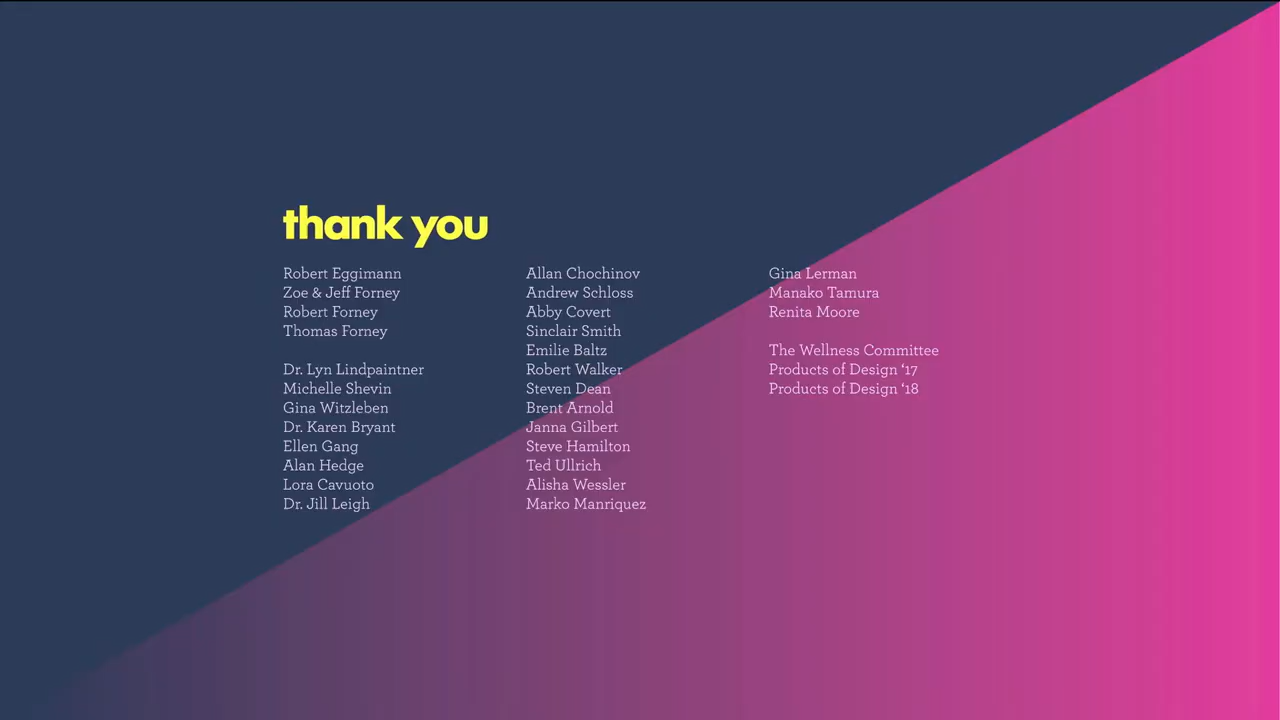 thank you
Robert Eggimann
Zoe & Jeff Forney
Robert Forney
Thomas Forney
Dr. Lyn Lindpaintner
Michelle Shevin
Gina Witzleben
Dr. Karen Bryant
Ellen Gang
Alan Hedge
Lora Cavuoto
Dr. Jill Leigh
Allan Chochinov
Andrew Schloss
Abby Covert
Sinclair Smith
Emilie Baltz
Robert Walker
Steven Dean
Brent Arnold
Janna Gilbert
Steve Hamilton
Ted Ullrich
Alisha Wessler
Marko Manriquez
Gina Lerman
Manako Tamura
Renita Moore
The Wellness Committee
Products of Design ‘17
Products of Design ‘18